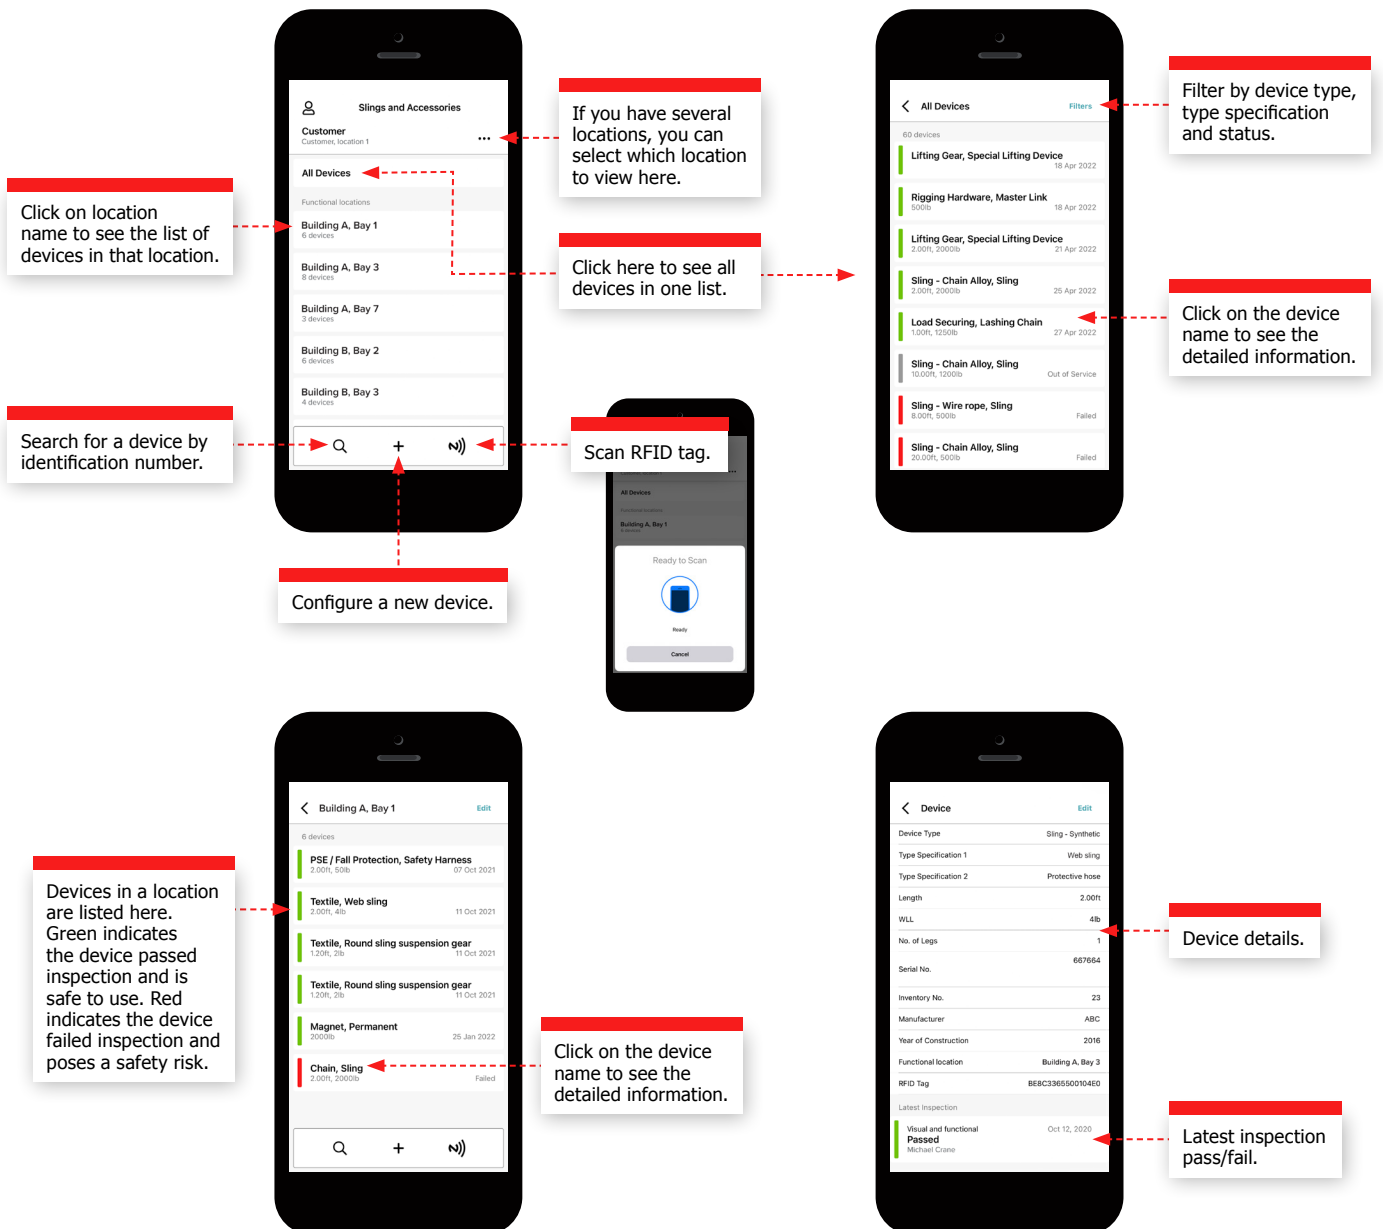 Slings and Accessories
Customer
Customer, location 1
All Devices
Functional locations
Building A, Bay 1
6 devices
Building A, Bay 3
8 devices
Building A, Bay 7
3 devices
Building B, Bay 2
6 devices
Building B, Bay 3
4 devices
Click on location
name to see the list of
devices in that location.
Search for a device by
identification number.
Configure a new device.
If you have several
locations, you can
select which location
to view here.
Click here to see all
devices in one list.
Scan RFID tag.
All Devices
Functional locations
Building A, Bay 1
Ready to Scan
Ready
Cancel
All Devices
Filters
60 devices
Lifting Gear, Special Lifting Device
18 Apr 2022
Rigging Hardware, Master Link
500lb
18 Apr 2022
Lifting Gear, Special Lifting Device
2.00ft, 2000lb
21 Apr 2022
Sling - Chain Alloy, Sling
2.00ft, 2000lb
25 Apr 2022
Load Securing, Lashing Chain
1.00ft, 1250lb
27 Apr 2022
Sling - Chain Alloy, Sling
10.00ft, 1200lb
Out of Service
Sling - Wire rope, Sling
8.00ft, 500lb
Failed
Sling - Chain Alloy, Sling
20.00ft, 500lb
Failed
Filter by device type,
type specification
and status.
Click on the device
name to see the
detailed information.
Building A, Bay 1
Edit
6 devices
PSE / Fall Protection, Safety Harness
2.00ft, 50lb
07 Oct 2021
Textile, Web sling
2.00ft, 4lb
11 Oct 2021
Textile, Round sling suspension gear
1.20ft, 2lb
11 Oct 2021
Textile, Round sling suspension gear
1.20ft, 2lb
11 Oct 2021
Magnet, Permanent
2000lb
25 Jan 2022
Chain, Sling
2.00ft, 2000lb
Failed
Devices in a location
are listed here.
Green indicates
the device passed
inspection and is
safe to use. Red
indicates the device
failed inspection and
poses a safety risk.
Click on the device
name to see the
detailed information.
Device
Edit
Device Type
Sling - Synthetic
Type Specification 1
Web sling
Type Specification 2
Protective hose
Length
2.00ft
WLL
4lb
No. of Legs
1
Serial No.
667664
Inventory No.
23
Manufacturer
ABC
Year of Construction
2016
Functional location
Building A, Bay 3
RFID Tag
BE8C3365500104E0
Latest Inspection
Visual and functional
Oct 12, 2020
Passed
Michael Crane
Device details.
Latest inspection
pass/fail.